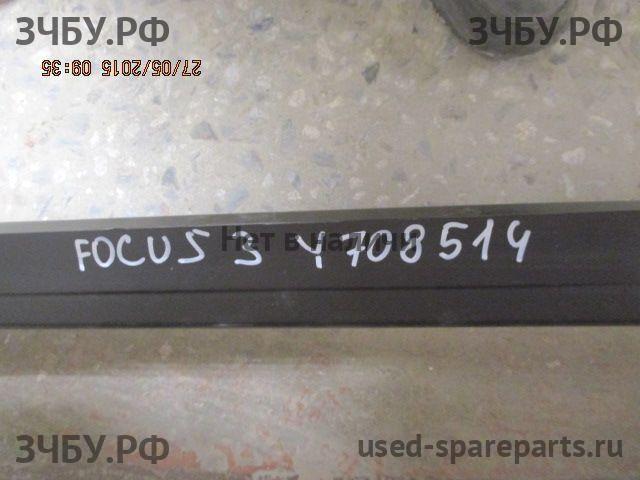 ЗЧБУ.РФ
ЗЧБУ.РФ
27/05/2015 09:35
Нет в наличии
FOCUS 3 4708514
ЗЧБУ.РФ
used-spareparts.ru